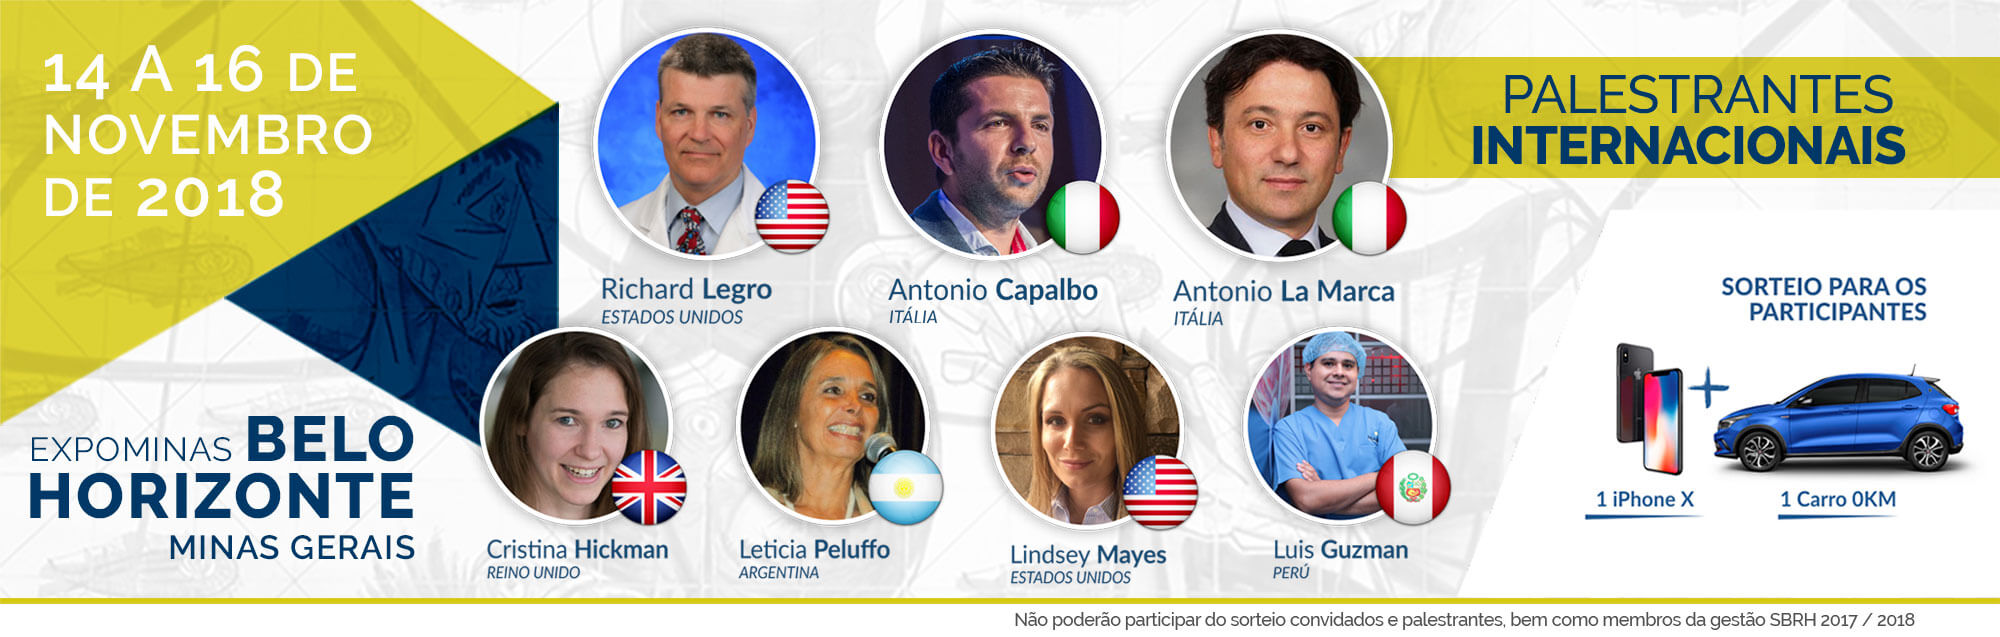 14 A 16 DE
NOVEMBRO
DE 2018
EXPOMINAS BELO
HORIZONTE
MINAS GERAIS
PALESTRANTES
INTERNACIONAIS
Richard Legro
ESTADOS UNIDOS
Antonio Capalbo
ITÁLIA
Antonio La Marca
ITÁLIA
Cristina Hickman
REINO UNIDO
Leticia Peluffo
ARGENTINA
Lindsey Mayes
ESTADOS UNIDOS
Luis Guzman
PERÚ
SORTEIO PARA OS
PARTICIPANTES
1 iPhone X
+
1 Carro 0KM
Não poderão participar do sorteio convidados e palestrantes, bem como membros da gestão SBRH 2017 / 2018